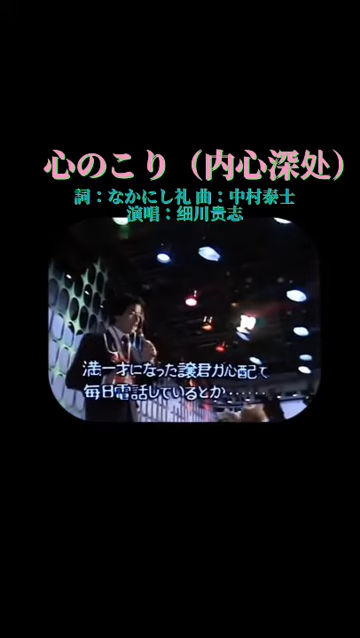 心のこり（内心深处）
詞：なかにし礼 曲：中村泰士
演唱：细川贵志
満一才になった譲君が心配で
毎日電話しているとか······